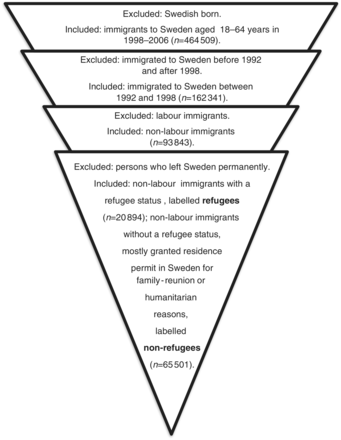 Excluded: Swedish born.
Included: immigrants to Sweden aged 18–64 years in
1998–2006 (n=464 509).
Excluded: immigrated to Sweden before 1992
and after 1998.
Included: immigrated to Sweden between
1992 and 1998 (n=162 341).
Excluded: labour immigrants.
Included: non-labour immigrants
(n=93 843).
Excluded: persons who left Sweden permanently.
Included: non-labour immigrants with a
refugee status , labelled refugees
(n=20 894); non-labour immigrants
without a refugee status,
mostly granted residence
permit in Sweden for
family-reunion or
humanitarian
reasons,
labelled
non-refugees
(n=65 501).